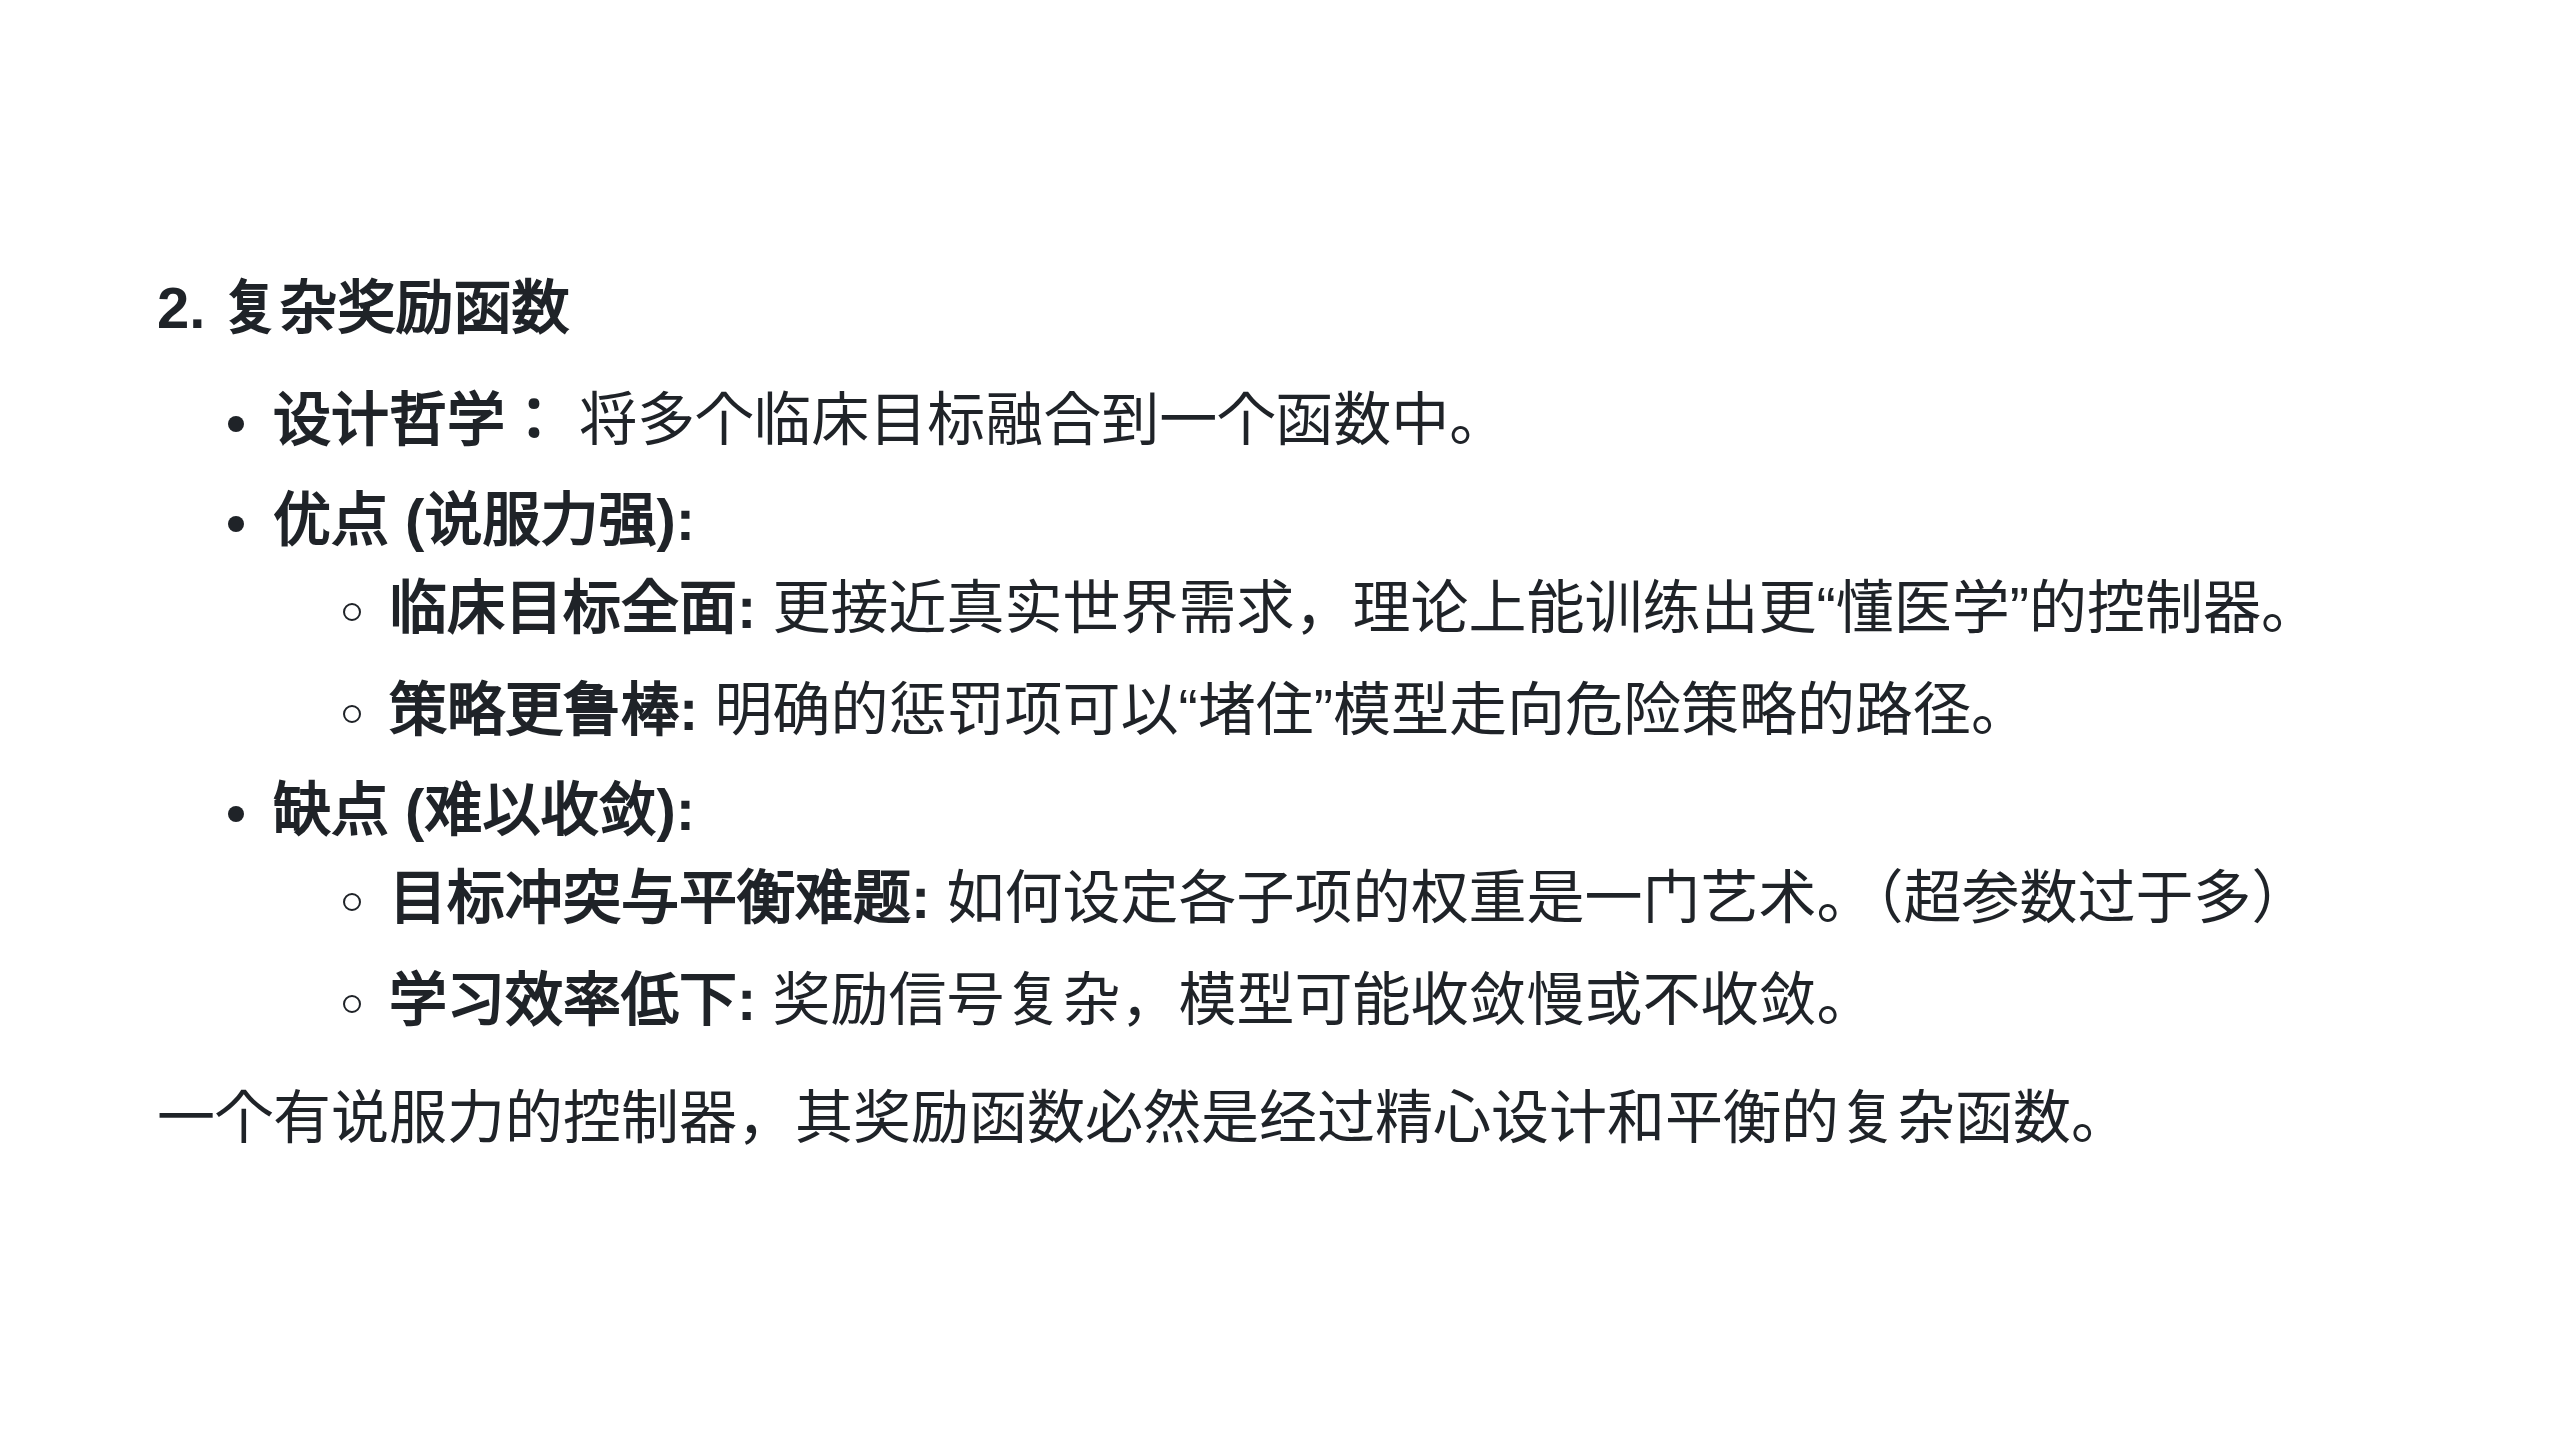 2. 复杂奖励函数
• 设计哲学： 将多个临床目标融合到一个函数中。
• 优点 (说服力强):
◦ 临床目标全面: 更接近真实世界需求，理论上能训练出更“懂医学”的控制器。
◦ 策略更鲁棒: 明确的惩罚项可以“堵住”模型走向危险策略的路径。
• 缺点 (难以收敛):
◦ 目标冲突与平衡难题: 如何设定各子项的权重是一门艺术。（超参数过于多）
◦ 学习效率低下: 奖励信号复杂，模型可能收敛慢或不收敛。
一个有说服力的控制器，其奖励函数必然是经过精心设计和平衡的复杂函数。